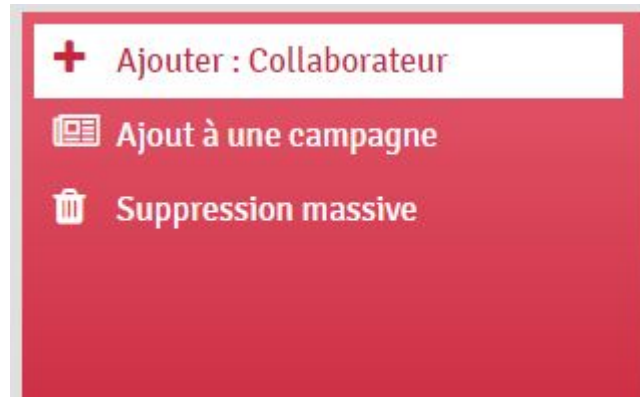 Ajouter : Collaborateur
Ajout à une campagne
Suppression massive